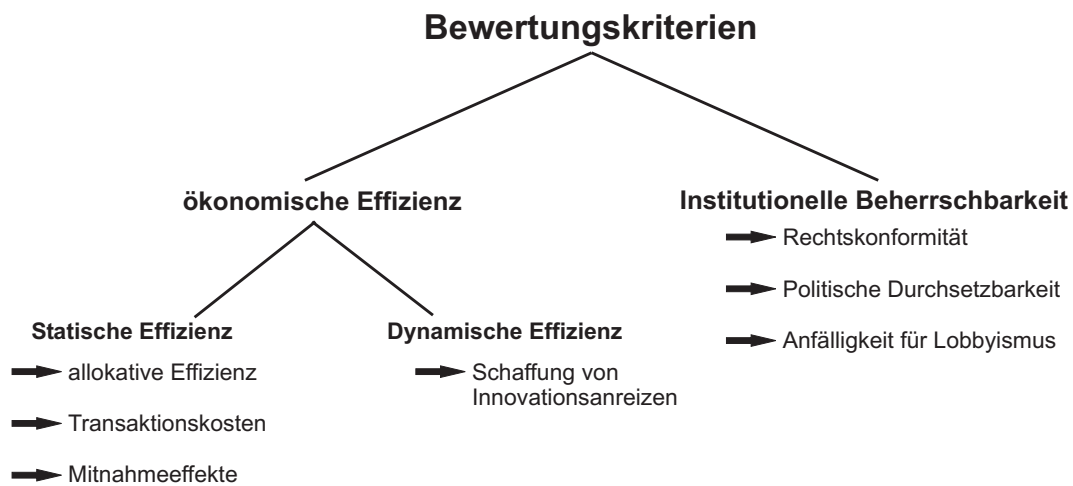 Bewertungskriterien
ökonomische Effizienz
Institutionelle Beherrschbarkeit
Rechtskonformität
Politische Durchsetzbarkeit
Anfälligkeit für Lobbyismus
Statische Effizienz
allokative Effizienz
Transaktionskosten
Mitnahmeeffekte
Dynamische Effizienz
Schaffung von
Innovationsanreizen